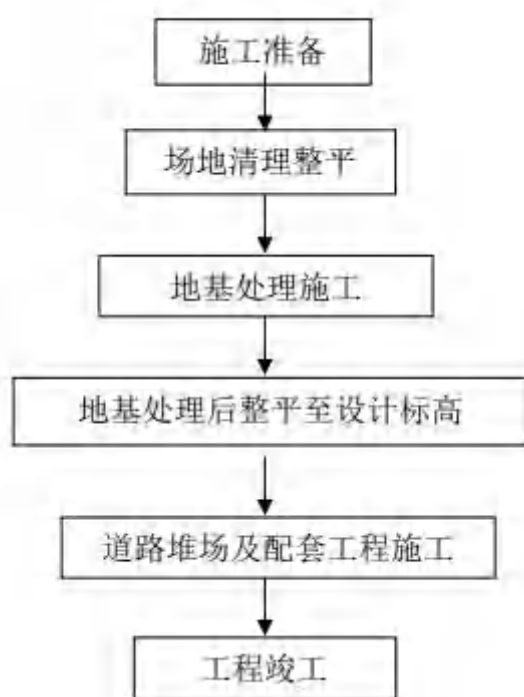 施工准备
场地清理整平
地基处理施工
地基处理后整平至设计标高
道路堆场及配套工程施工
工程竣工